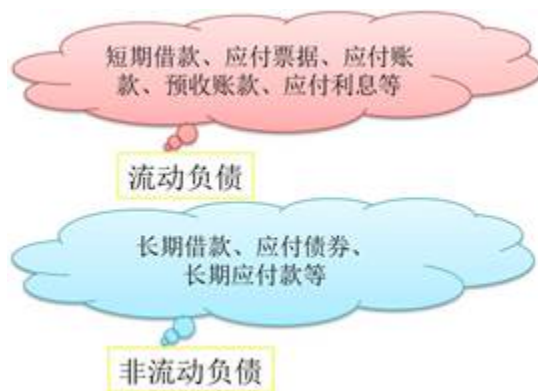 短期借款、应付票据、应付账
款、预收账款、应付利息等
流动负债
长期借款、应付债券、
长期应付款等
非流动负债